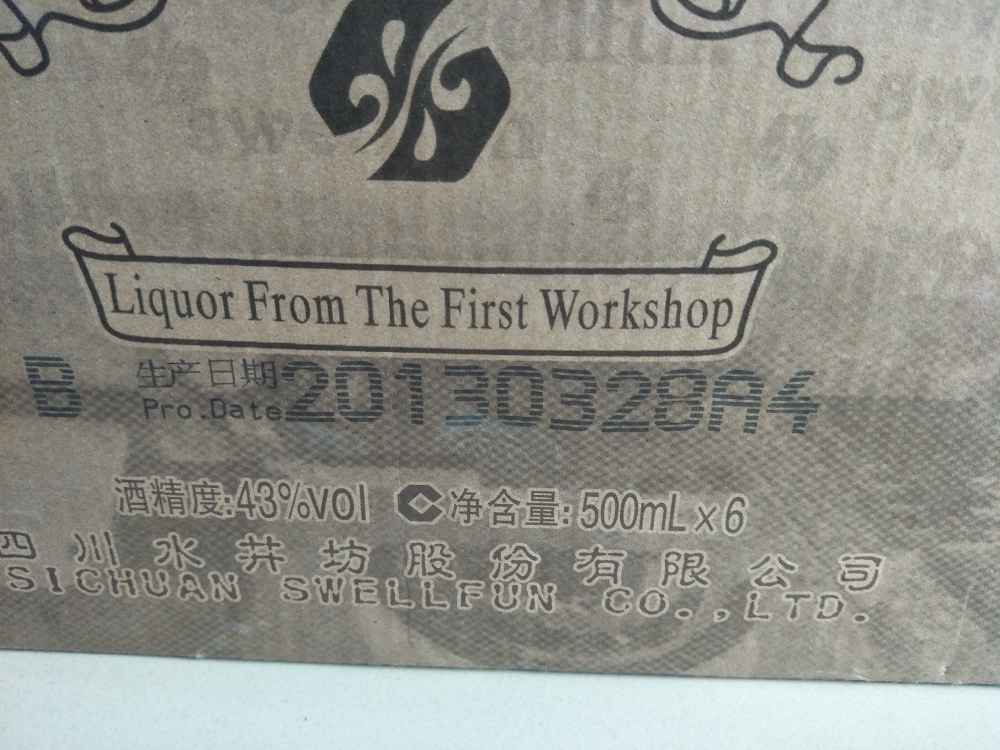 Liquor From The First Workshop
B 生产日期 20130328A4
Pro.Date
酒精度:43%vol 净含量:500mL×6
四川水井坊股份有限公司
SICHUAN SWELLFUN CO.,LTD.